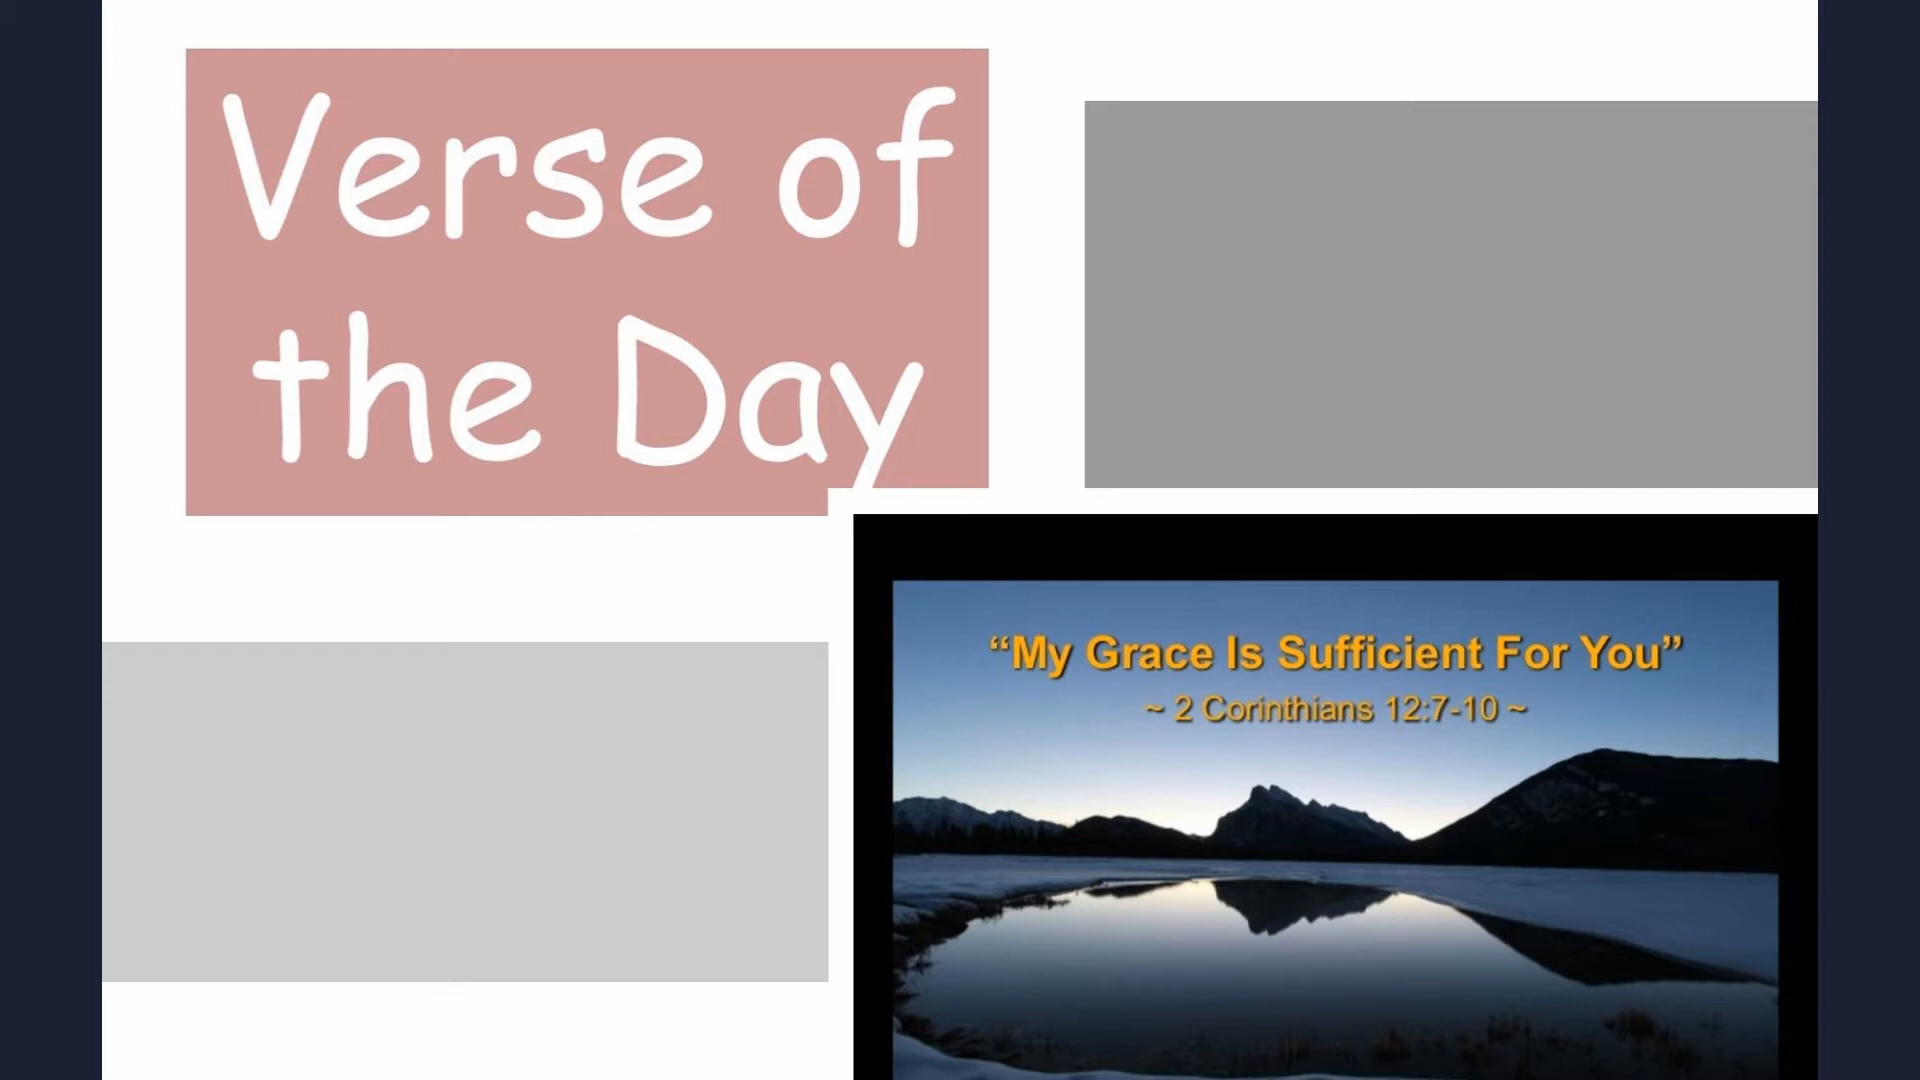 Verse of
the Day
“My Grace Is Sufficient For You”
~ 2 Corinthians 12:7-10 ~